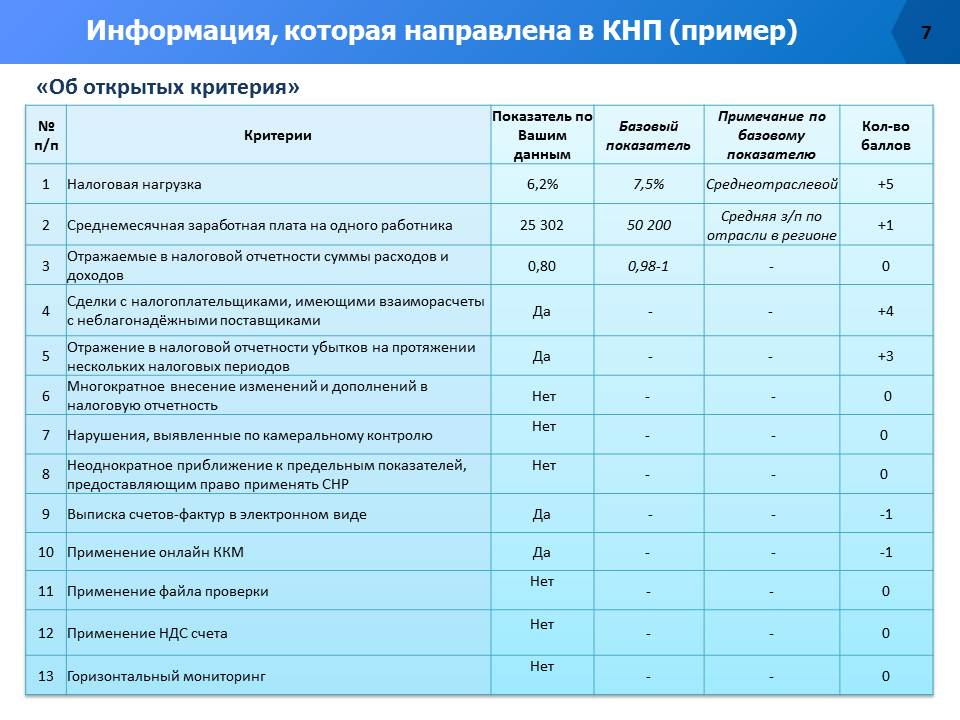 Информация, которая направлена в КНП (пример)
7
«Об открытых критерия»
№ п/п
Критерии
Показатель по Вашим данным
Базовый показатель
Примечание по базовому показателю
Кол-во баллов
1 Налоговая нагрузка 6,2% 7,5% Среднеотраслевой +5
2 Среднемесячная заработная плата на одного работника 25 302 50 200 Средняя з/п по отрасли в регионе +1
3 Отражаемые в налоговой отчетности суммы расходов и доходов 0,80 0,98-1 - 0
4 Сделки с налогоплательщиками, имеющими взаиморасчеты с неблагонадёжными поставщиками Да - - +4
5 Отражение в налоговой отчетности убытков на протяжении нескольких налоговых периодов Да - - +3
6 Многократное внесение изменений и дополнений в налоговую отчетность Нет - - 0
7 Нарушения, выявленные по камеральному контролю Нет - - 0
8 Неоднократное приближение к предельным показателей, предоставляющим право применять СНР Нет - - 0
9 Выписка счетов-фактур в электронном виде Да - - -1
10 Применение онлайн ККМ Да - - -1
11 Применение файла проверки Нет - - 0
12 Применение НДС счета Нет - - 0
13 Горизонтальный мониторинг Нет - - 0